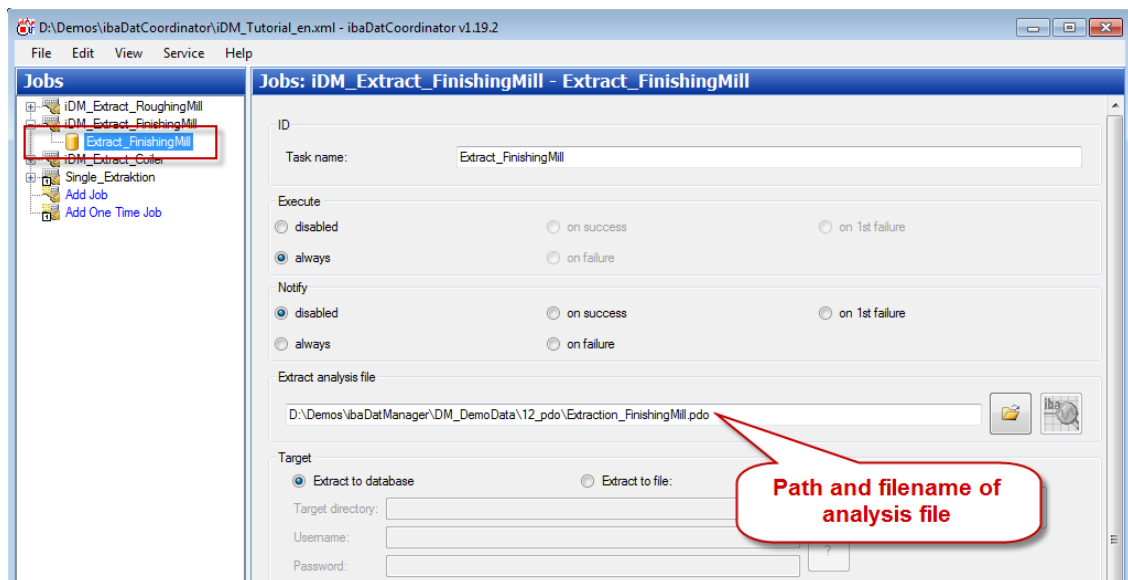 D:\Demos\ibaDatCoordinator\iDM_Tutorial_en.xml - ibaDatCoordinator v1.19.2
File Edit View Service Help
Jobs
Jobs: iDM_Extract_FinishingMill - Extract_FinishingMill
iDM_Extract_RoughingMill
iDM_Extract_FinishingMill
Extract_FinishingMill
iDM_Extract_Coiler
Single_Extraktion
Add Job
Add One Time Job
ID
Task name: Extract_FinishingMill
Execute
disabled on success on 1st failure
always on failure
Notify
disabled on success on 1st failure
always on failure
Extract analysis file
D:\Demos\ibaDatManager\DM_DemoData\12_pdo\Extraction_FinishingMill.pdo
iba
Target
Extract to database Extract to file:
Target directory:
Username:
?
Password:
Path and filename of
analysis file